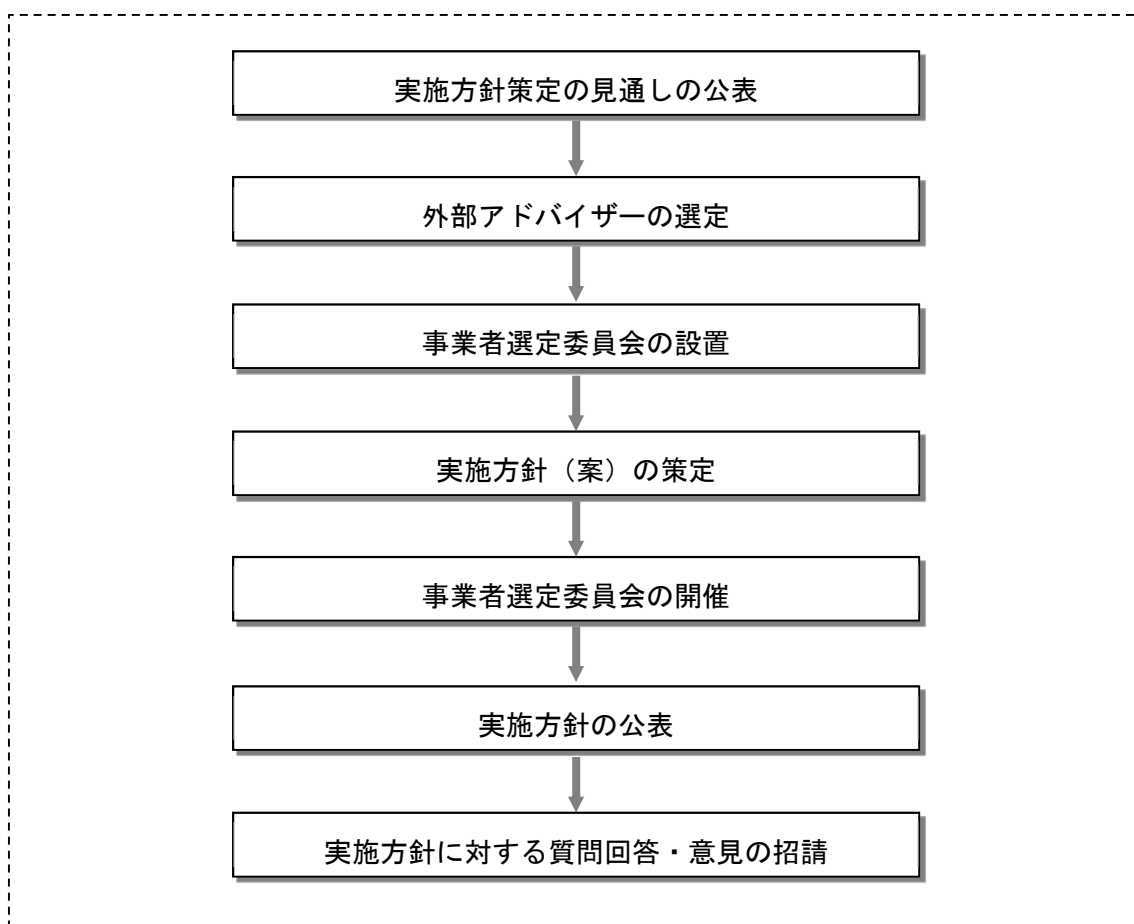 実施方針策定の見通しの公表
外部アドバイザーの選定
事業者選定委員会の設置
実施方針（案）の策定
事業者選定委員会の開催
実施方針の公表
実施方針に対する質問回答・意見の招請